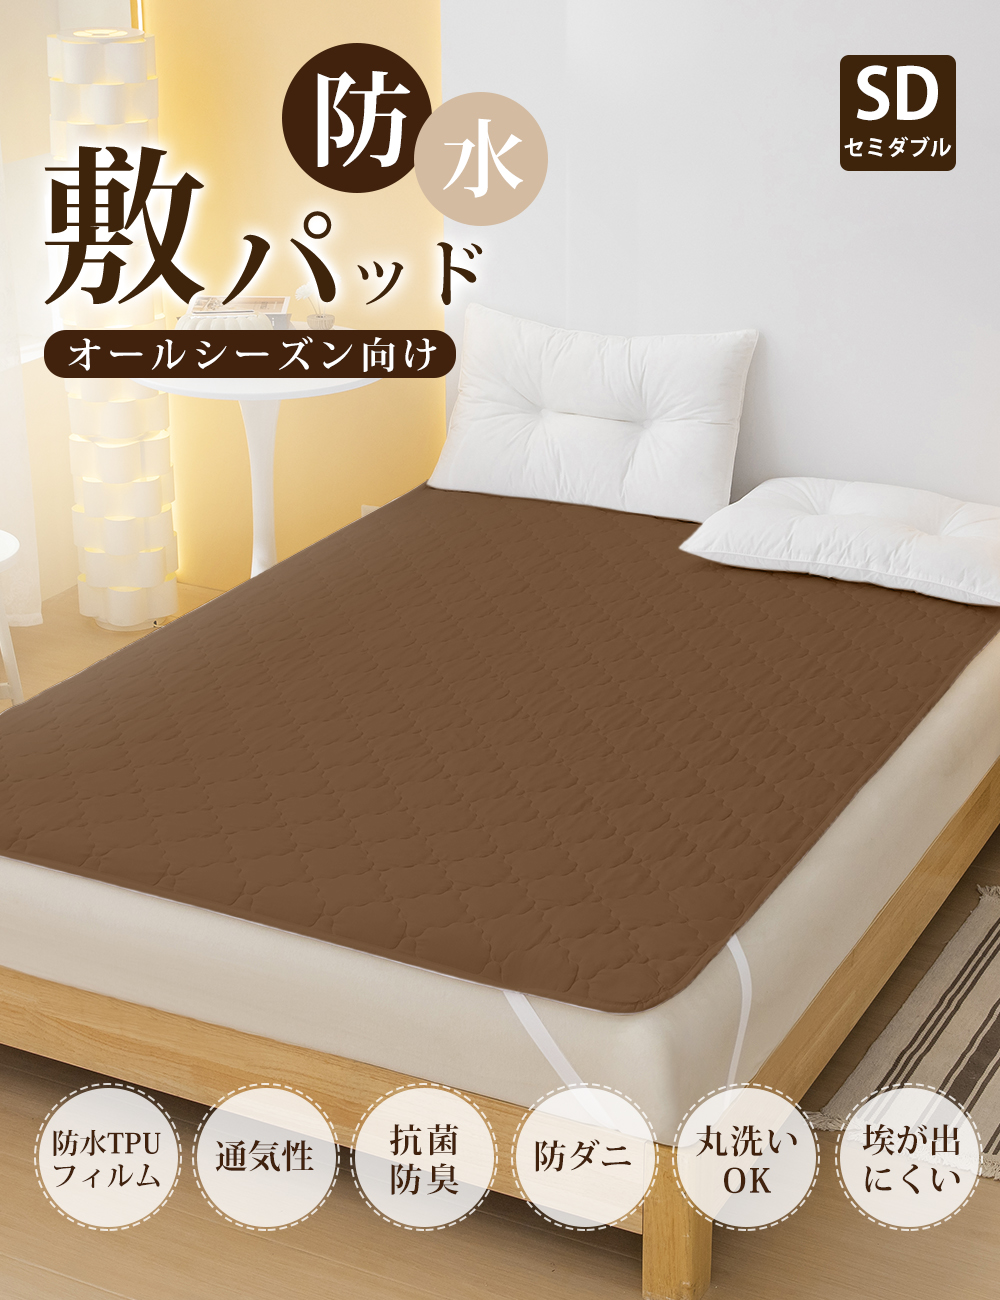 防水
敷パッド
オールシーズン向け
SD
セミダブル
防水TPU
フィルム
通気性
抗菌
防臭
防ダニ
丸洗い
OK
埃が出
にくい